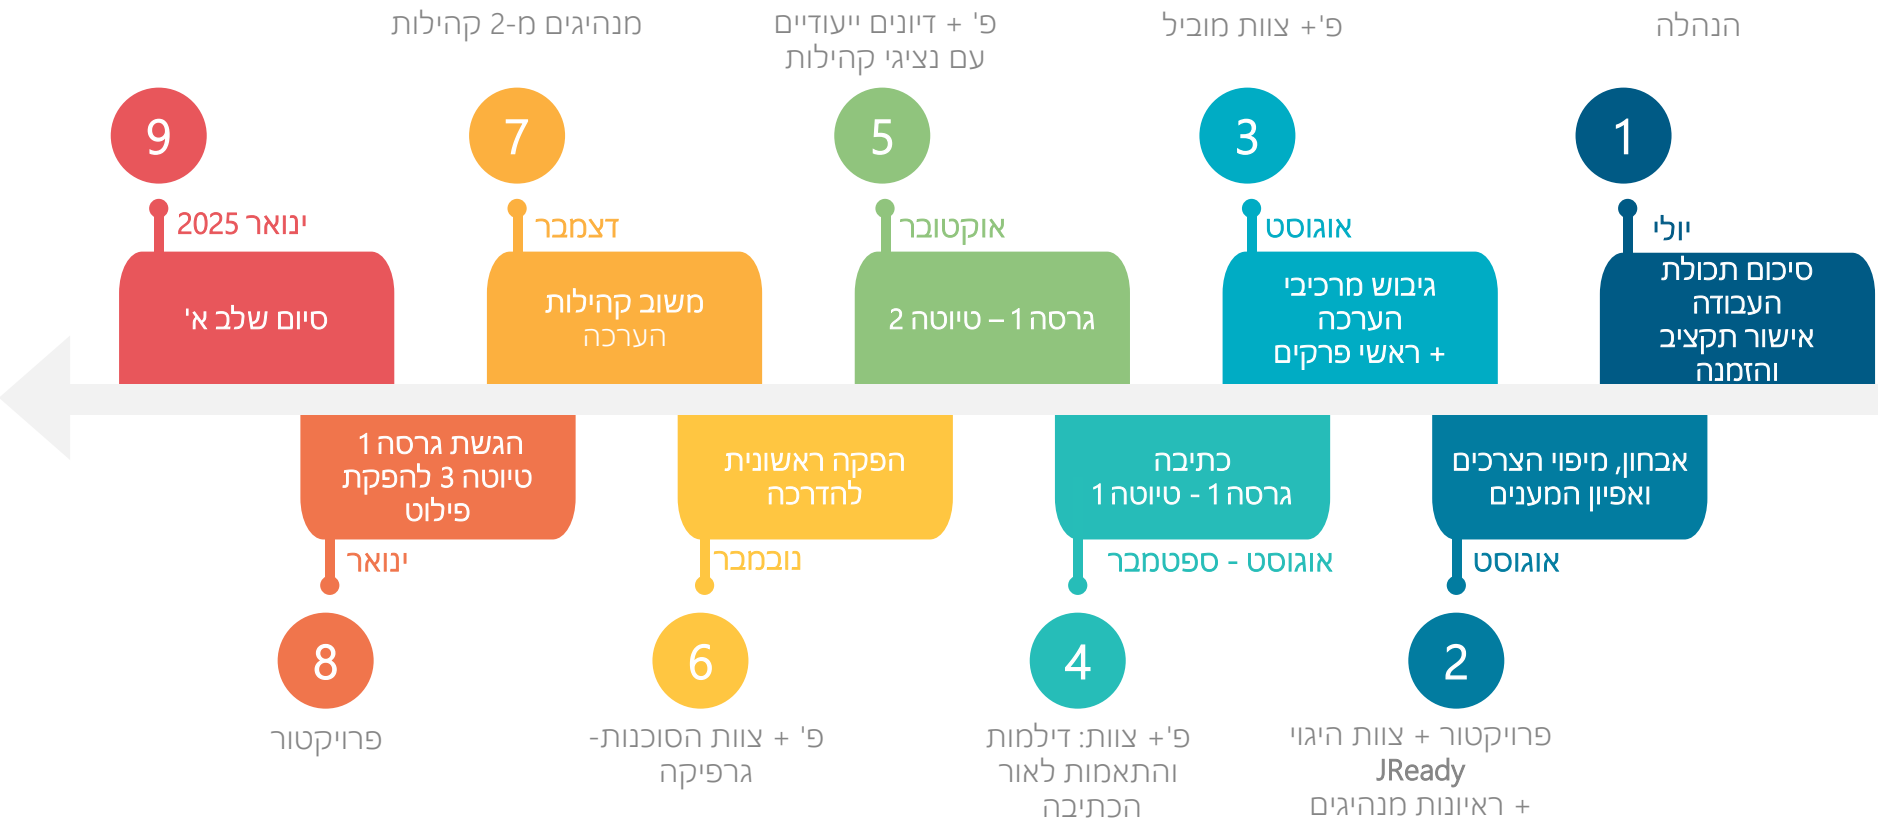 הנהלה
1
יולי
סיכום תכולת
העבודה
אישור תקציב
והזמנה
אבחון, מיפוי הצרכים
ואפיון המענים
אוגוסט
2
פרויקטור + צוות היגוי
JReady
+ ראיונות מנהיגים
פ'+ צוות מוביל
3
אוגוסט
גיבוש מרכיבי
הערכה
+ ראשי פרקים
כתיבה
גרסה 1 - טיוטה 1
אוגוסט - ספטמבר
4
פ'+ צוות: דילמות
והתאמות לאור
הכתיבה
פ' + דיונים ייעודיים
עם נציגי קהילות
5
אוקטובר
גרסה 1 – טיוטה 2
הפקה ראשונית
להדרכה
נובמבר
6
פ' + צוות הסוכנות-
גרפיקה
מנהיגים מ-2 קהילות
7
דצמבר
משוב קהילות
הערכה
הגשת גרסה 1
טיוטה 3 להפקת
פילוט
ינואר
8
פרויקטור
9
ינואר 2025
סיום שלב א'